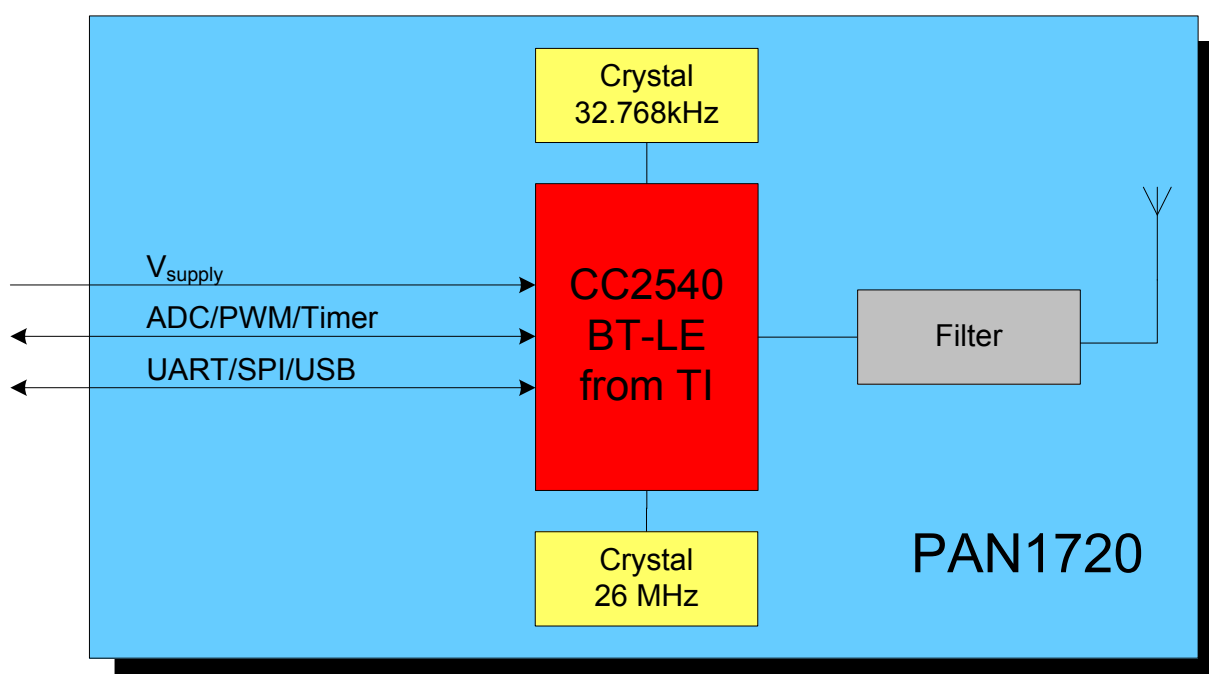 Crystal
32.768kHz
Vsupply
ADC/PWM/Timer
UART/SPI/USB
CC2540
BT-LE
from TI
Filter
Crystal
26 MHz
PAN1720